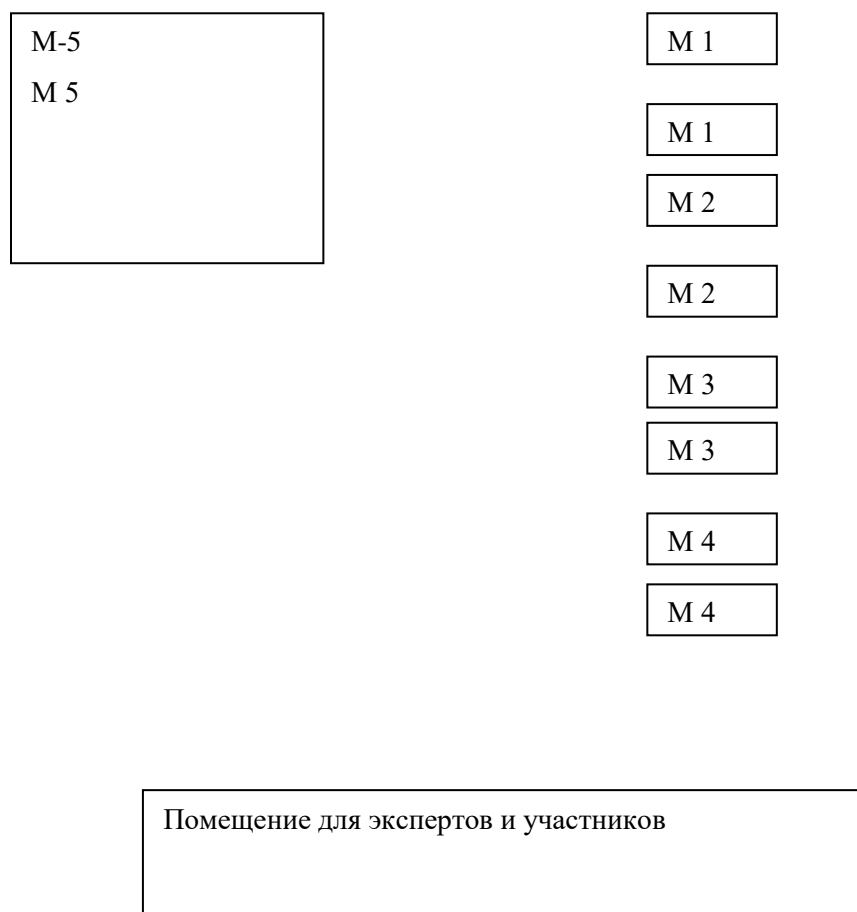 М-5
М 5
М 1
М 1
М 2
М 2
М 3
М 3
М 4
М 4
Помещение для экспертов и участников